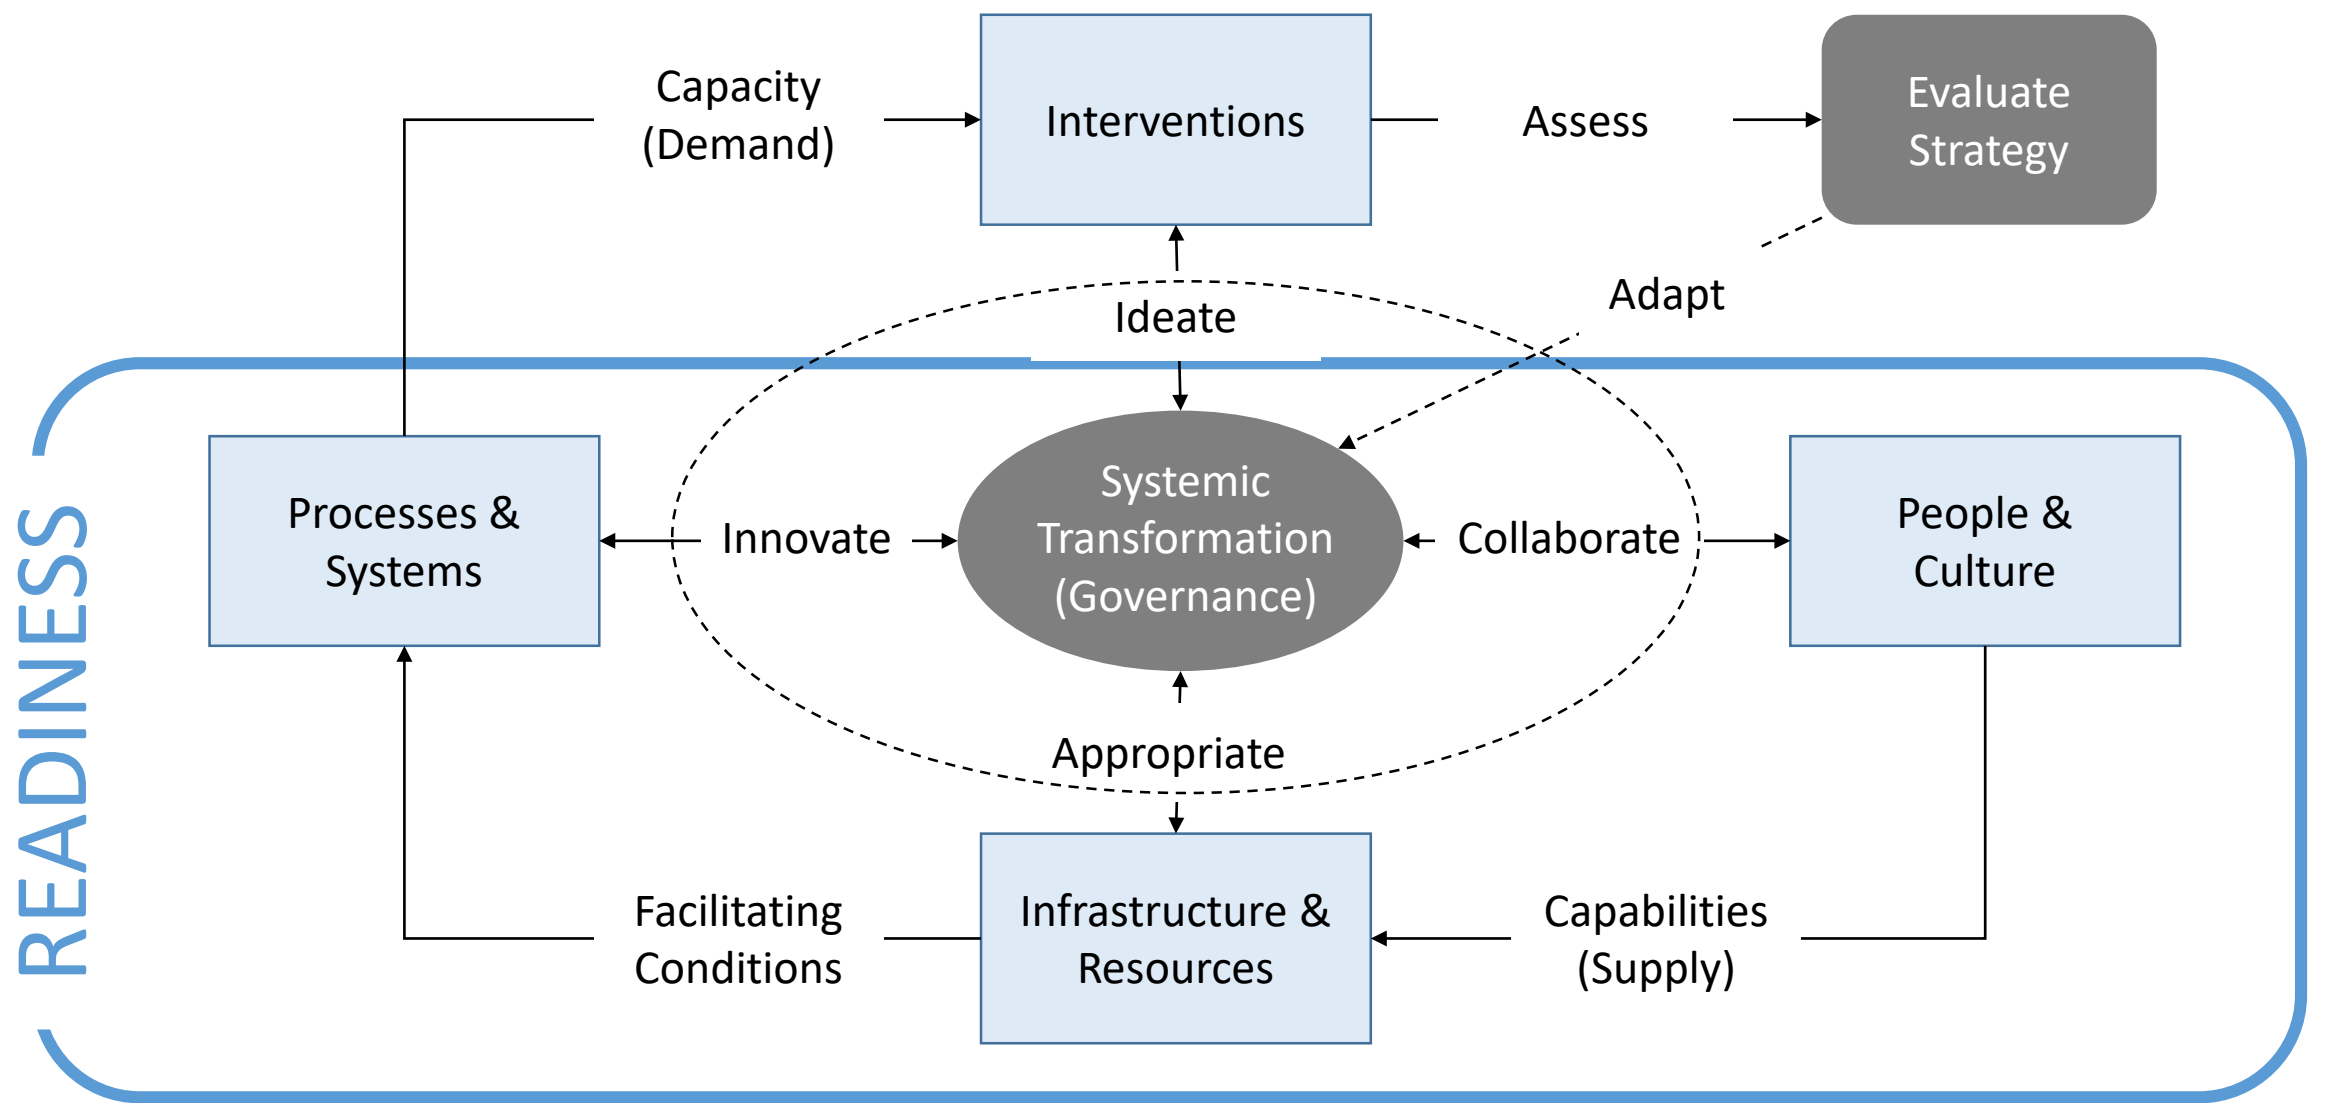 Capacity
(Demand)
Interventions
Assess
Evaluate
Strategy
Ideate
Adapt
READINESS
Processes &
Systems
Innovate
Systemic
Transformation
(Governance)
Collaborate
People &
Culture
Appropriate
Facilitating
Conditions
Infrastructure &
Resources
Capabilities
(Supply)